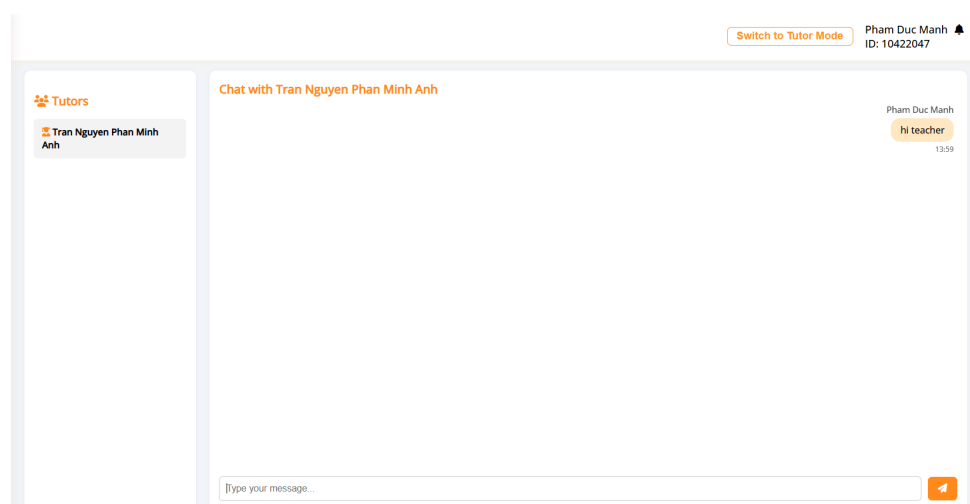 Switch to Tutor Mode
Pham Duc Manh
ID: 10422047
Tutors
Tran Nguyen Phan Minh
Anh
Chat with Tran Nguyen Phan Minh Anh
Pham Duc Manh
hi teacher
13:59
Type your message...